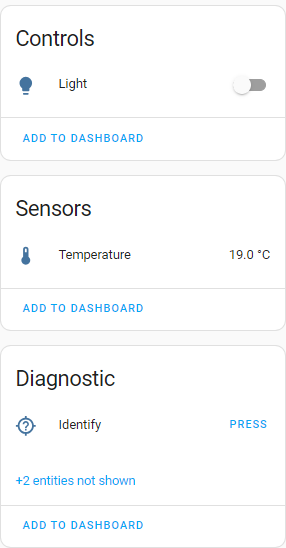 Controls
Light
ADD TO DASHBOARD
Sensors
Temperature 19.0 °C
ADD TO DASHBOARD
Diagnostic
Identify PRESS
+2 entities not shown
ADD TO DASHBOARD